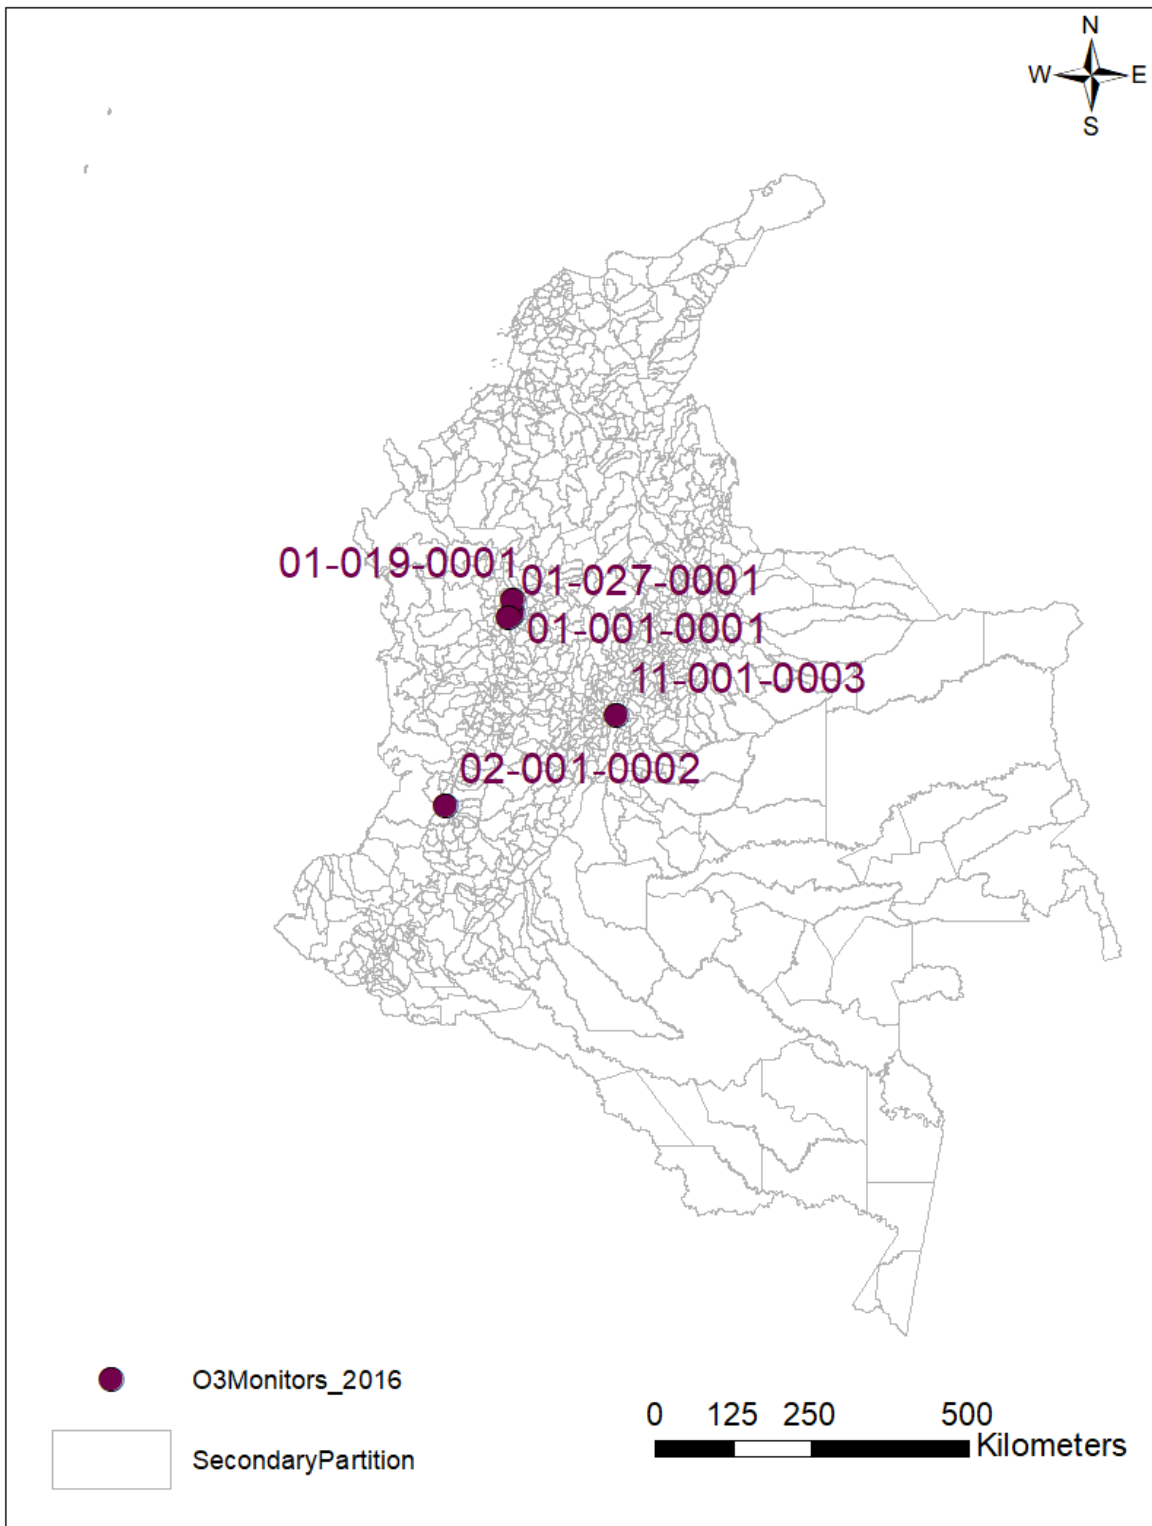 N
W E
S
01-019-0001
01-027-0001
01-001-0001
11-001-0003
02-001-0002
O3Monitors_2016
SecondaryPartition
0 125 250 500
Kilometers